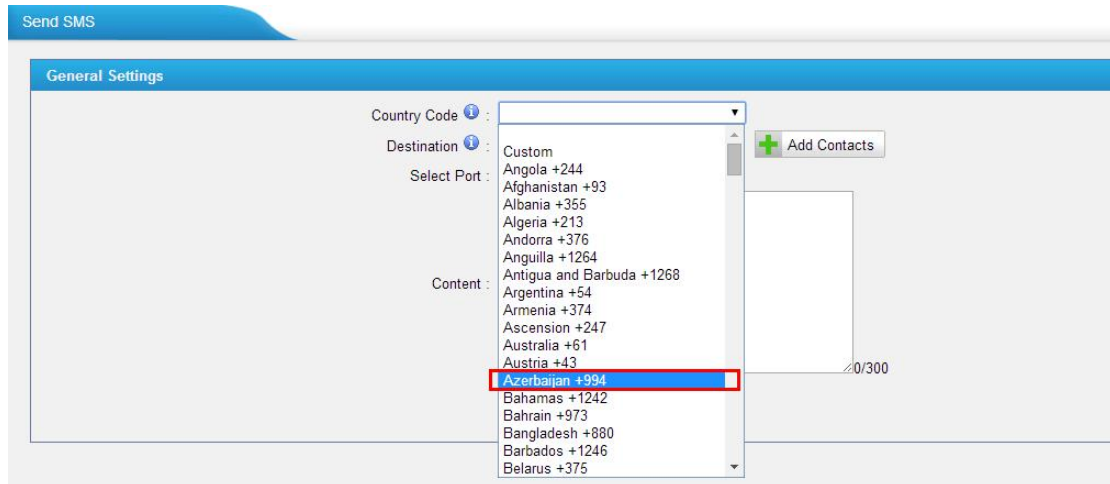 Send SMS
General Settings
Country Code :
Destination :
Add Contacts
Select Port :
Content :
Custom
Angola +244
Afghanistan +93
Albania +355
Algeria +213
Andorra +376
Anguilla +1264
Antigua and Barbuda +1268
Argentina +54
Armenia +374
Ascension +247
Australia +61
Austria +43
Azerbaijan +994
Bahamas +1242
Bahrain +973
Bangladesh +880
Barbados +1246
Belarus +375
0/300